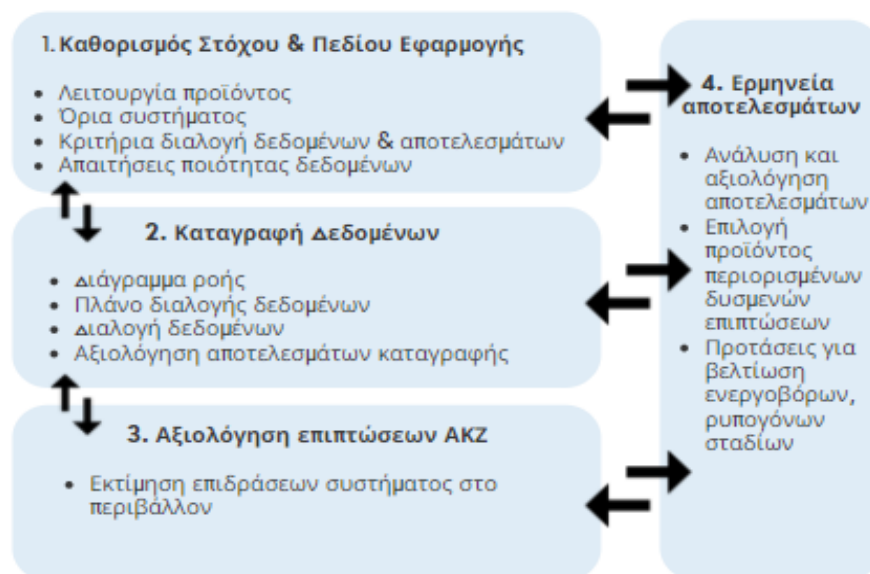 1. Καθορισμός Στόχου & Πεδίου Εφαρμογής
• Λειτουργία προϊόντος
• Όρια συστήματος
• Κριτήρια διαλογή δεδομένων & αποτελεσμάτων
• Απαιτήσεις ποιότητας δεδομένων
2. Καταγραφή Δεδομένων
• Διάγραμμα ροής
• Πλάνο διαλογής δεδομένων
• Διαλογή δεδομένων
• Αξιολόγηση αποτελεσμάτων καταγραφής
3. Αξιολόγηση επιπτώσεων ΑΚΖ
• Εκτίμηση επιδράσεων συστήματος στο
περιβάλλον
4. Ερμηνεία
αποτελεσμάτων
• Ανάλυση και
αξιολόγηση
αποτελεσμάτων
• Επιλογή
προϊόντος
περιορισμένων
δυσμενών
επιπτώσεων
• Προτάσεις για
βελτίωση
ενεργοβόρων,
ρυπογόνων
σταδίων